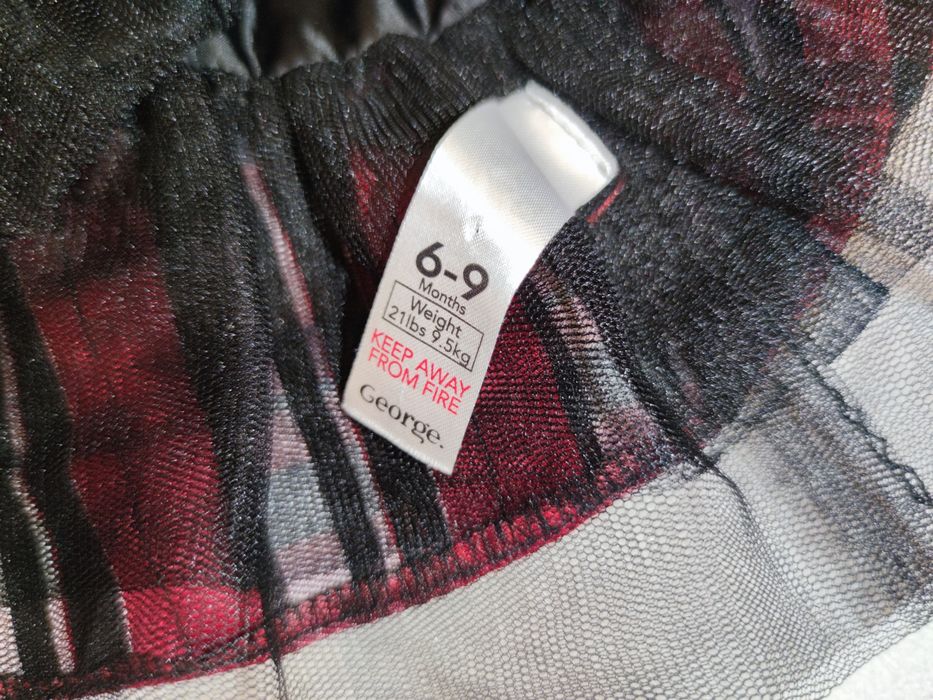 6-9
Months
Weight
21lbs 9.5kg
KEEP AWAY
FROM FIRE
George.